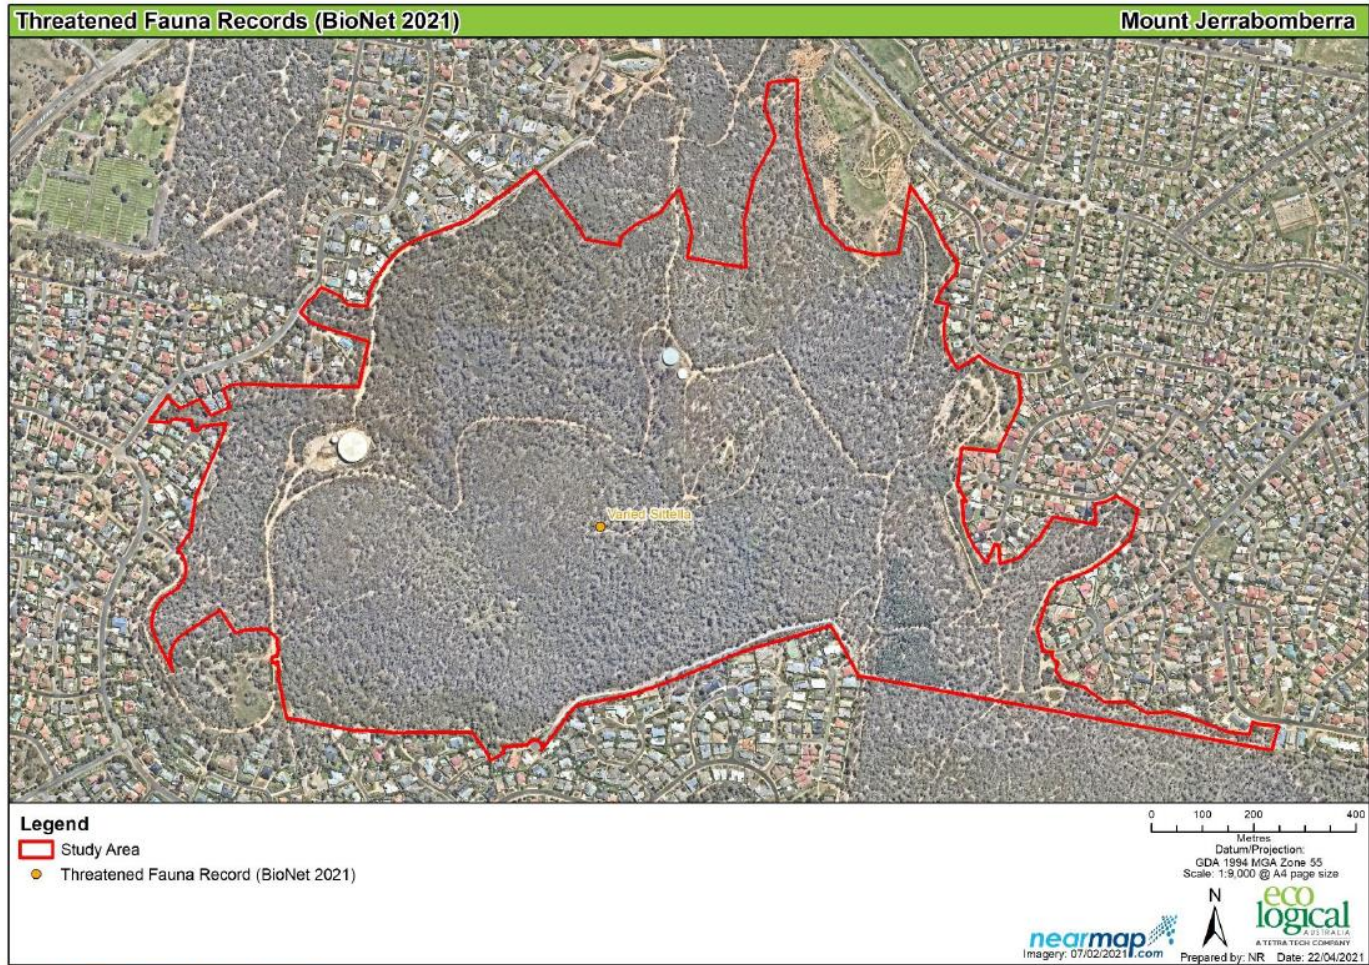 Threatened Fauna Records (BioNet 2021)
Mount Jerrabomberra
Varied Sittella
Legend
Study Area
Threatened Fauna Record (BioNet 2021)
0 100 200 400
Metres
Datum/Projection:
GDA 1994 MGA Zone 55
Scale: 1:9,000 @ A4 page size
N
eco
logical
AUSTRALIA
A TETRA TECH COMPANY
nearmap
.com
Imagery: 07/02/2021
Prepared by: NR Date: 22/04/2021